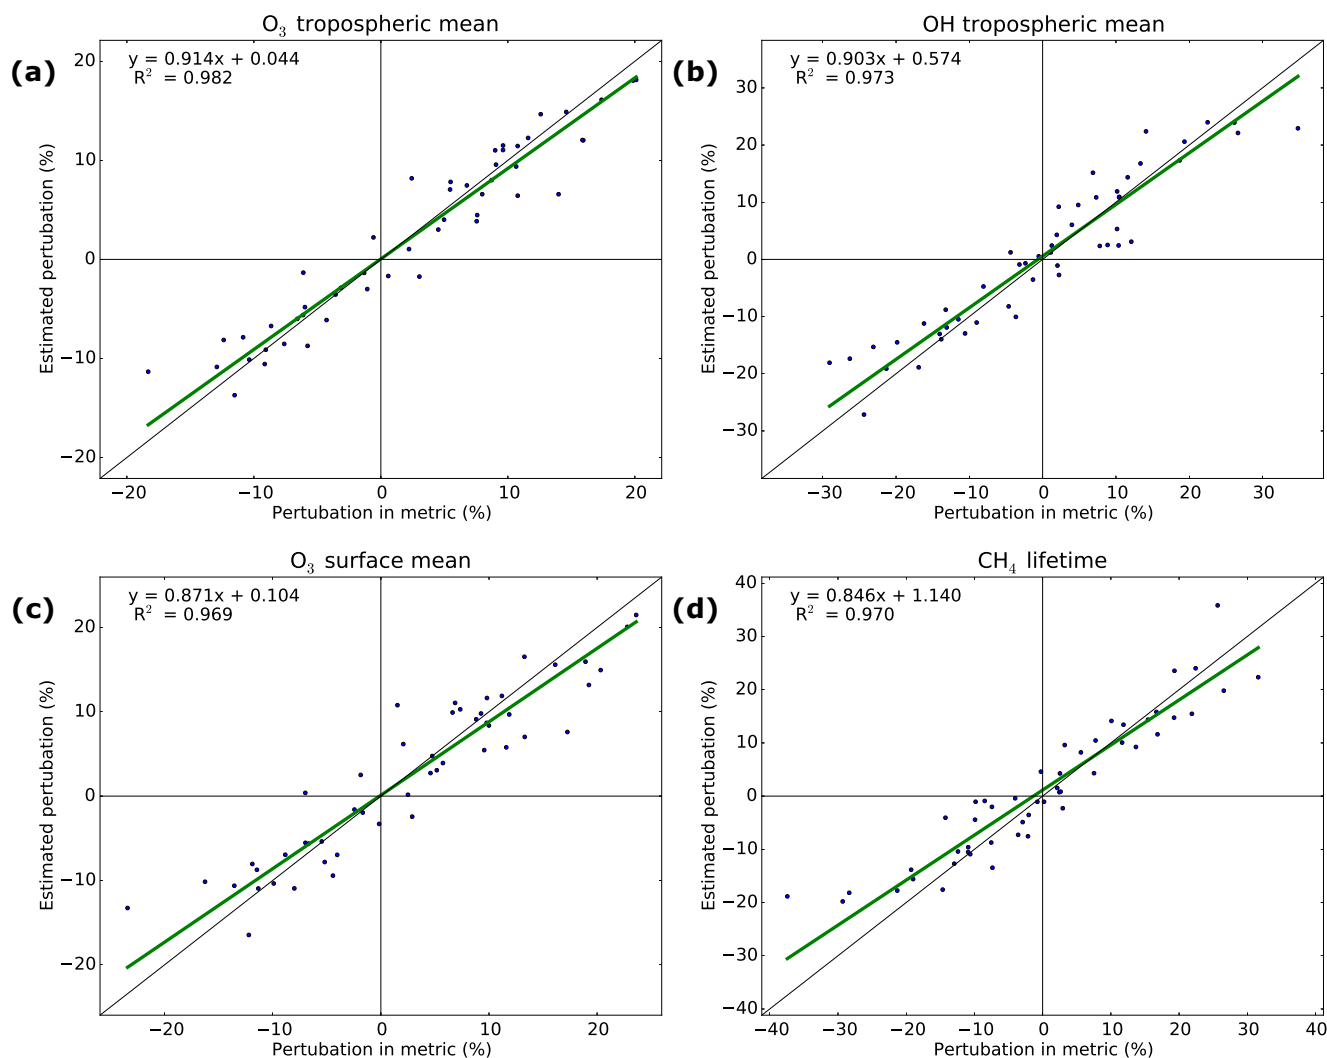 O₃ tropospheric mean
(a)
y = 0.914x + 0.044
R² = 0.982
20
10
0
−10
−20
Estimated pertubation (%)
−20 −10 0 10 20
Pertubation in metric (%)
OH tropospheric mean
(b)
y = 0.903x + 0.574
R² = 0.973
30
20
10
0
−10
−20
−30
Estimated pertubation (%)
−30 −20 −10 0 10 20 30
Pertubation in metric (%)
O₃ surface mean
(c)
y = 0.871x + 0.104
R² = 0.969
20
10
0
−10
−20
Estimated pertubation (%)
−20 −10 0 10 20
Pertubation in metric (%)
CH₄ lifetime
(d)
y = 0.846x + 1.140
R² = 0.970
40
30
20
10
0
−10
−20
−30
−40
Estimated pertubation (%)
−40 −30 −20 −10 0 10 20 30 40
Pertubation in metric (%)